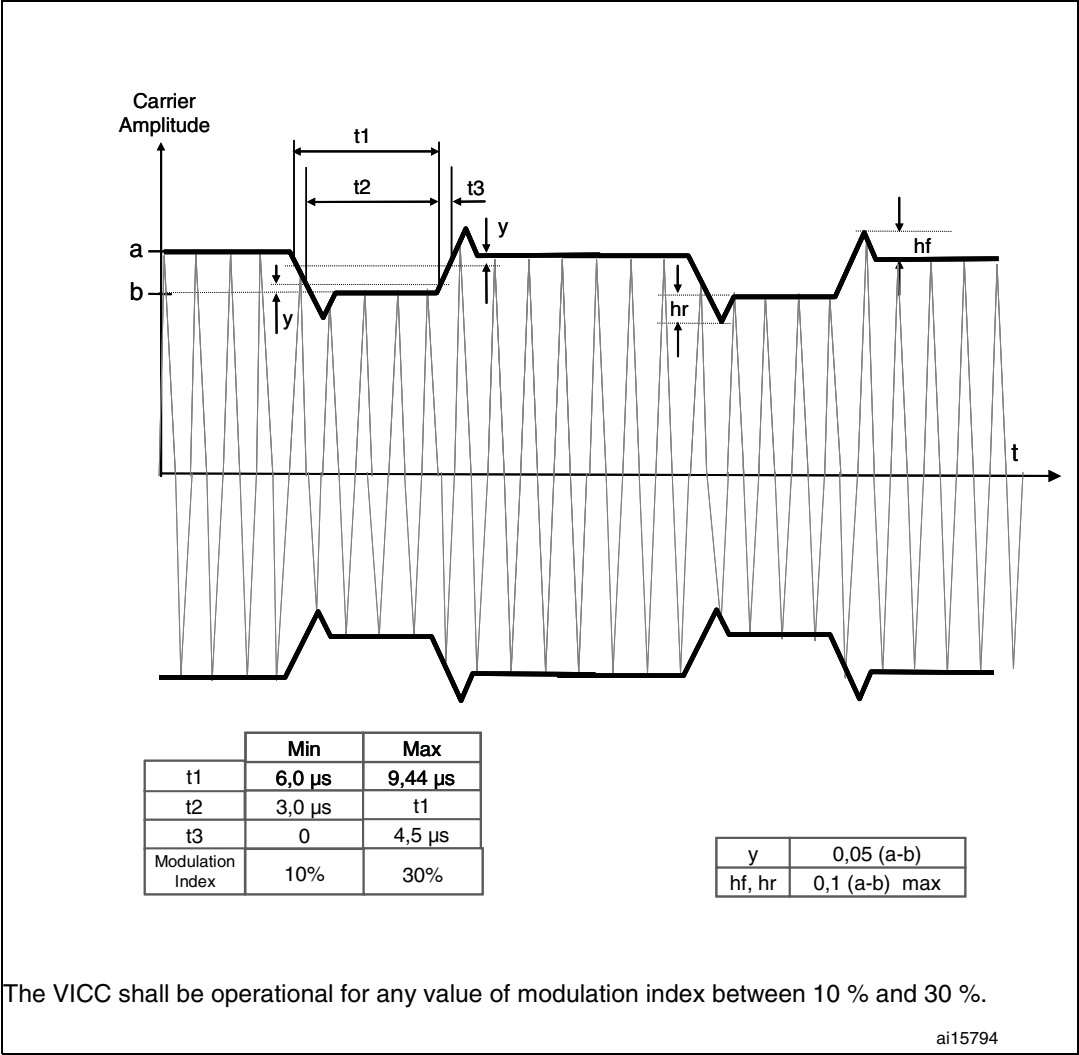 Carrier
Amplitude
t1
t2
t3
y
a
hf
b
hr
y
t
Min Max
t1 6,0 µs 9,44 µs
t2 3,0 µs t1
t3 0 4,5 µs
Modulation
Index 10% 30%
y 0,05 (a-b)
hf, hr 0,1 (a-b) max
The VICC shall be operational for any value of modulation index between 10 % and 30 %.
ai15794